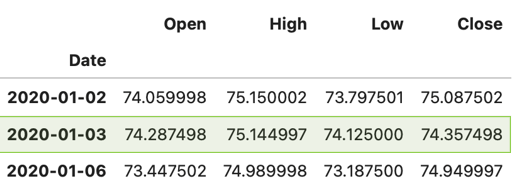 Open High Low Close
Date
2020-01-02 74.059998 75.150002 73.797501 75.087502
2020-01-03 74.287498 75.144997 74.125000 74.357498
2020-01-06 73.447502 74.989998 73.187500 74.949997